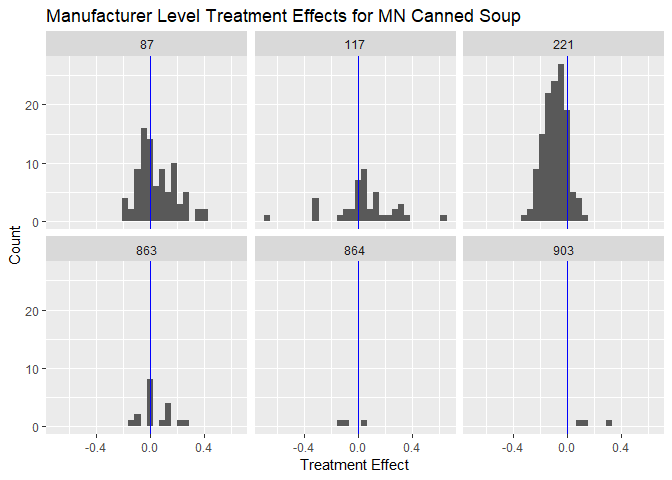 Manufacturer Level Treatment Effects for MN Canned Soup
87 117 221
20
10
0
863 864 903
20
10
0
Count
-0.4 0.0 0.4 -0.4 0.0 0.4 -0.4 0.0 0.4
Treatment Effect